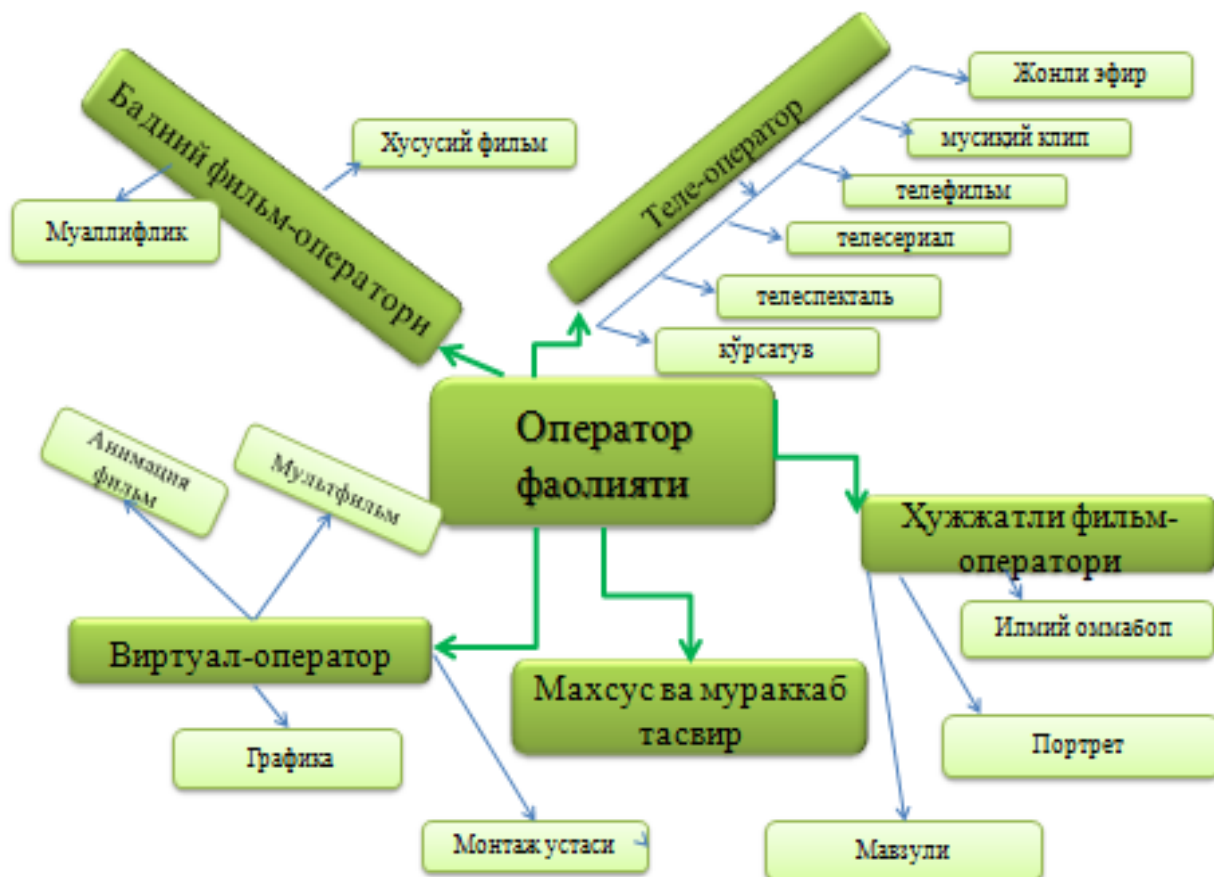 Бадиий фильм-оператори
Хусусий фильм
Муаллифлик
Теле-оператор
Жонли эфир
мусиқий клип
телефильм
телесериал
телеспекталь
кўрсатув
Оператор
фаолияти
Анимация
фильм
Мультфильм
Виртуал-оператор
Графика
Монтаж устаси
Махсус ва мураккаб
тасвир
Ҳужжатли фильм-
оператори
Илмий оммабоп
Портрет
Мавзули